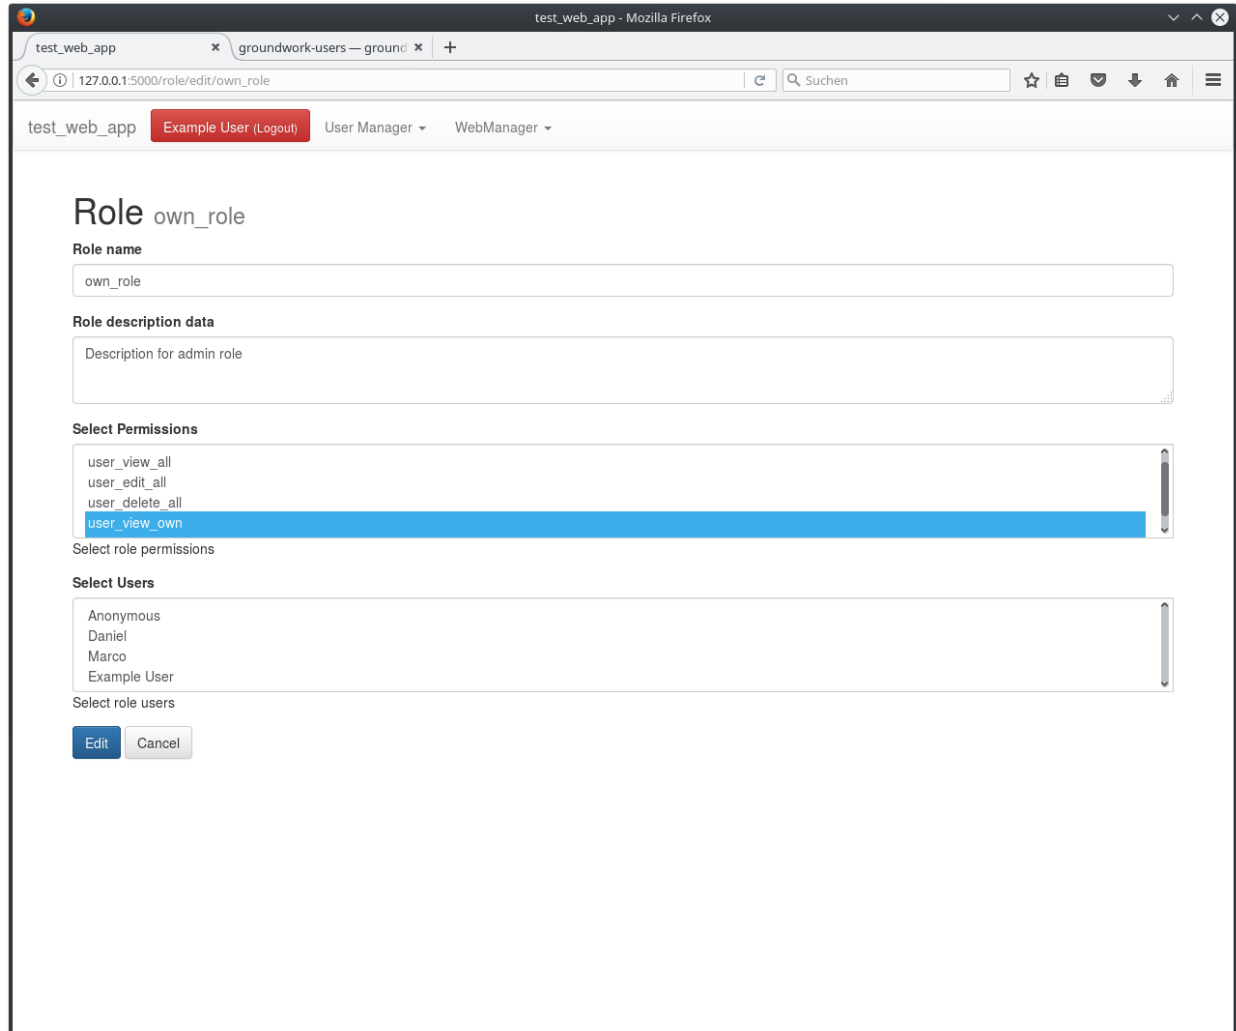 test_web_app - Mozilla Firefox
test_web_app
groundwork-users — ground
127.0.0.1:5000/role/edit/own_role
Suchen
test_web_app
Example User (Logout)
User Manager
WebManager
Role own_role
Role name
own_role
Role description data
Description for admin role
Select Permissions
user_view_all
user_edit_all
user_delete_all
user_view_own
Select role permissions
Select Users
Anonymous
Daniel
Marco
Example User
Select role users
Edit
Cancel